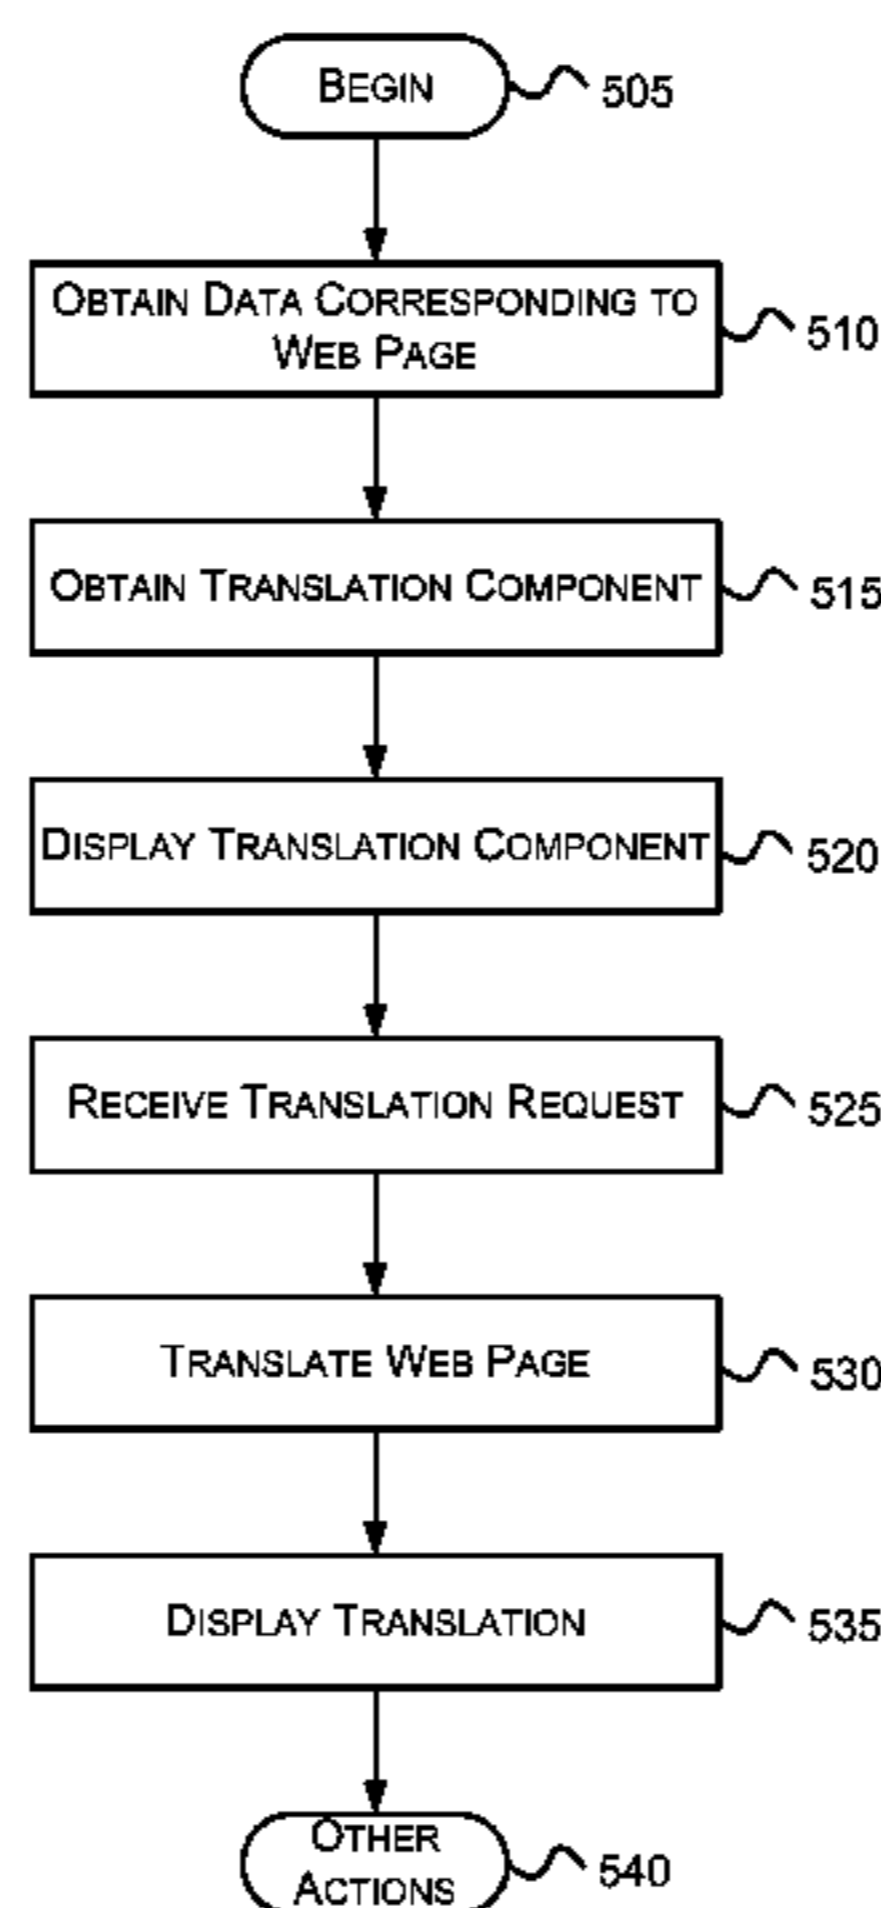 BEGIN
505
OBTAIN DATA CORRESPONDING TO
WEB PAGE
510
OBTAIN TRANSLATION COMPONENT
515
DISPLAY TRANSLATION COMPONENT
520
RECEIVE TRANSLATION REQUEST
525
TRANSLATE WEB PAGE
530
DISPLAY TRANSLATION
535
OTHER
ACTIONS
540